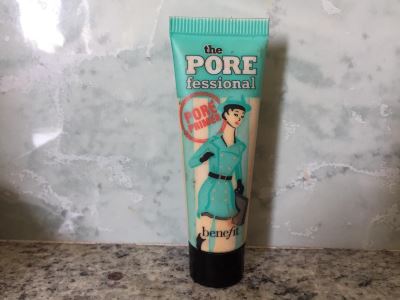 the
PORE
fessional
PORE
PRIMER
benefit